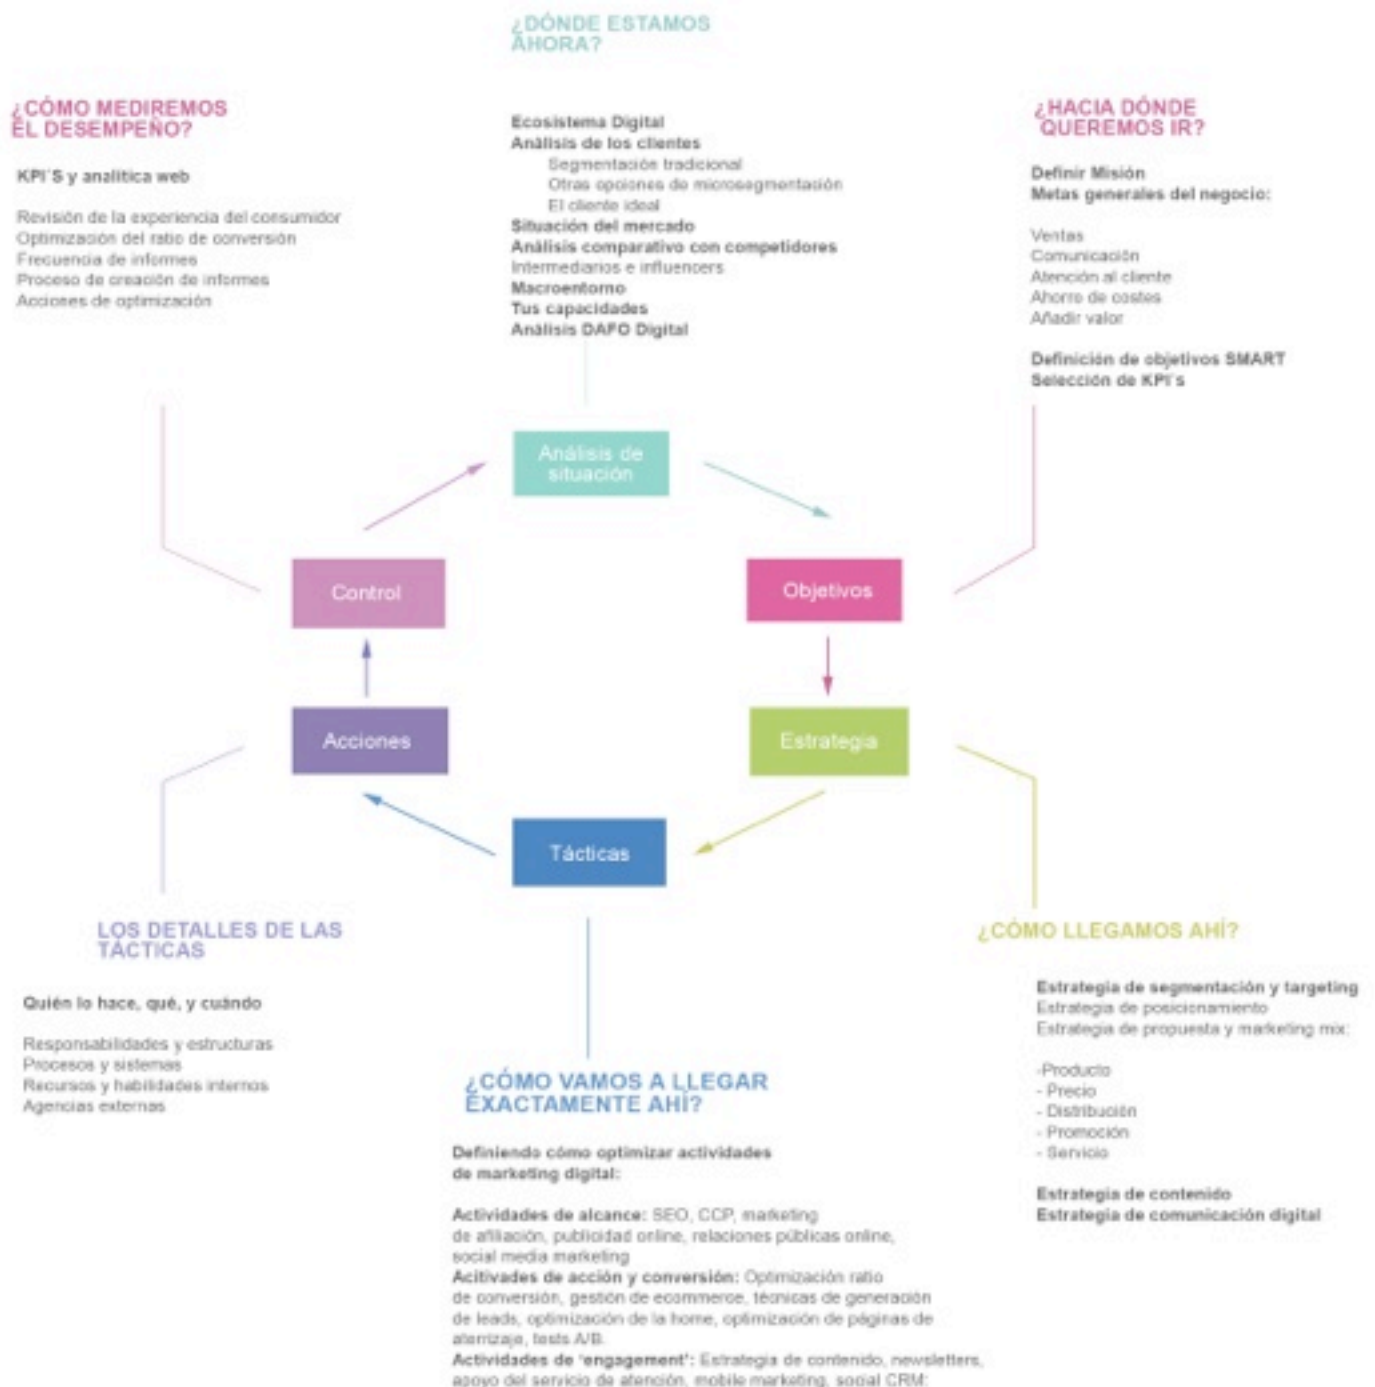 ¿DÓNDE ESTAMOS
AHORA?
Ecosistema Digital
Análisis de los clientes
Segmentación tradicional
Otras opciones de microsegmentación
El cliente ideal
Situación del mercado
Análisis comparativo con competidores
Intermediarios e influencers
Macroentorno
Tus capacidades
Análisis DAFO Digital
¿CÓMO MEDIREMOS
EL DESEMPEÑO?
KPI´S y analítica web
Revisión de la experiencia del consumidor
Optimización del ratio de conversión
Frecuencia de informes
Proceso de creación de informes
Acciones de optimización
¿HACIA DÓNDE
QUEREMOS IR?
Definir Misión
Metas generales del negocio:
Ventas
Comunicación
Atención al cliente
Ahorro de costes
Añadir valor
Definición de objetivos SMART
Selección de KPI´s
Análisis de
situación
Control
Objetivos
Acciones
Estrategia
Tácticas
LOS DETALLES DE LAS
TÁCTICAS
Quién lo hace, qué, y cuándo
Responsabilidades y estructuras
Procesos y sistemas
Recursos y habilidades internos
Agencias externas
¿CÓMO VAMOS A LLEGAR
EXACTAMENTE AHÍ?
Definiendo cómo optimizar actividades
de marketing digital:
Actividades de alcance: SEO, CCP, marketing
de afiliación, publicidad online, relaciones públicas online,
social media marketing
Acitivades de acción y conversión: Optimización ratio
de conversión, gestión de ecommerce, técnicas de generación
de leads, optimización de la home, optimización de páginas de
aterrizaje, tests A/B.
Actividades de 'engagement': Estrategia de contenido, newsletters,
apoyo del servicio de atención, mobile marketing, social CRM:
¿CÓMO LLEGAMOS AHÍ?
Estrategia de segmentación y targeting
Estrategia de posicionamiento
Estrategia de propuesta y marketing mix:
-Producto
- Precio
- Distribución
- Promoción
- Servicio
Estrategia de contenido
Estrategia de comunicación digital